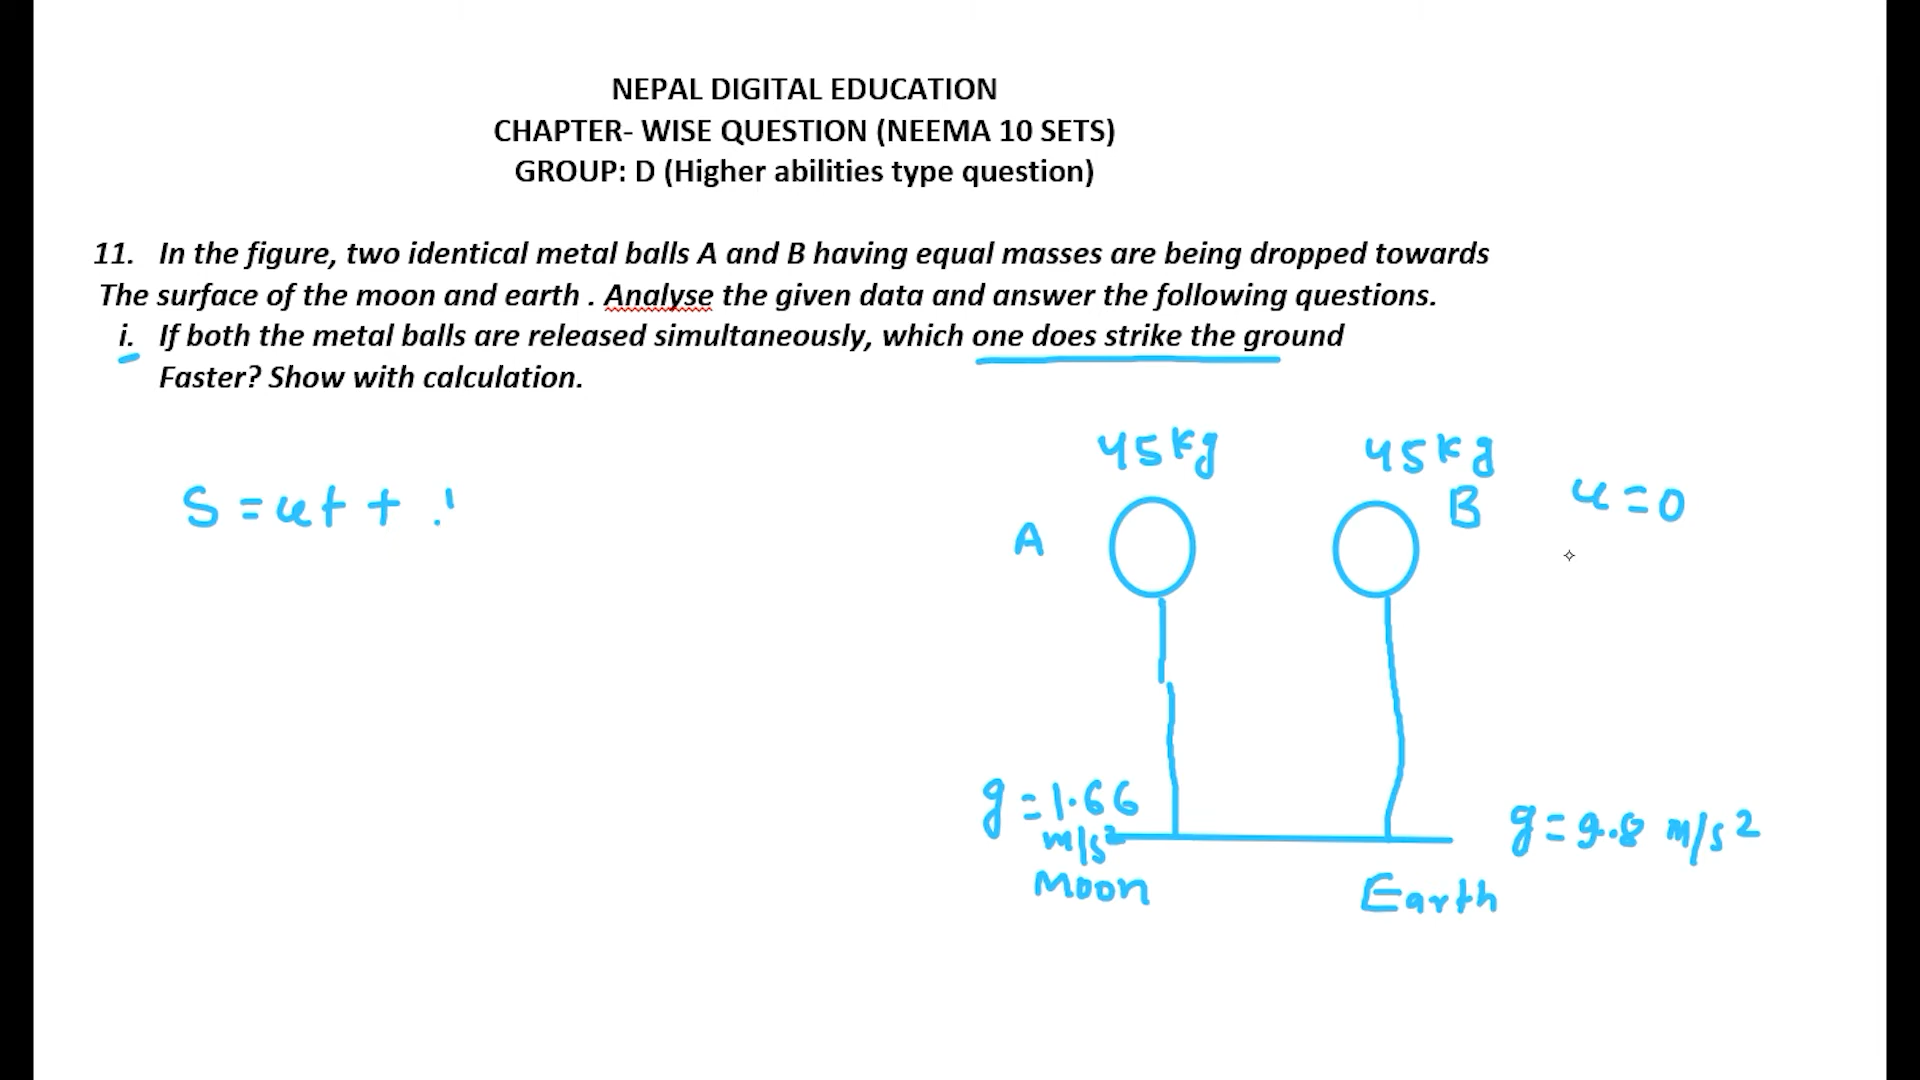 NEPAL DIGITAL EDUCATION
CHAPTER- WISE QUESTION (NEEMA 10 SETS)
GROUP: D (Higher abilities type question)
11. In the figure, two identical metal balls A and B having equal masses are being dropped towards
The surface of the moon and earth . Analyse the given data and answer the following questions.
i. If both the metal balls are released simultaneously, which one does strike the ground
Faster? Show with calculation.
45kg
45kg
S = ut +
A
B
u = 0
g = 1.66
m/s²
g = 9.8 m/s²
Moon
Earth